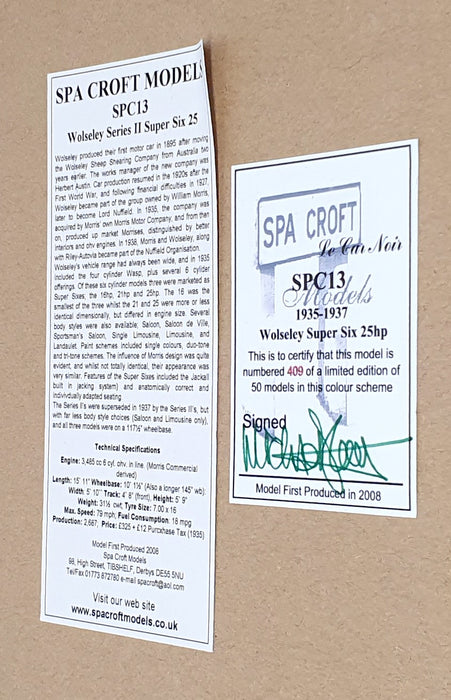 SPA CROFT MODELS
SPC13
Wolseley Series II Super Six 25
Wolseley produced their first motor car in 1895 after moving
the Wolseley Sheep Shearing Company from Australia two
years earlier. The works manager of the new company was
Herbert Austin. Car production resumed in the 1920s after the
First World War, and following financial difficulties in 1927,
Wolseley became part of the group owned by William Morris,
later to become Lord Nuffield. In 1935, the company was
acquired by Morris' own Morris Motor Company, and from then
on, produced up market Morrises, distinguished by better
interiors and ohv engines. In 1938, Morris and Wolseley, along
with Riley-Autovia became part of the Nuffield Organisation.
Wolseley's vehicle range had always been wide, and in 1935
included the four cylinder Wasp, plus several 6 cylinder
offerings. Of these six cylinder models three were marketed as
Super Sixes; the 16hp, 21hp and 25hp. The 16 was the
smallest of the three whilst the 21 and 25 were more or less
identical dimensionally, but differed in engine size. Several
body styles were also available; Saloon, Saloon de Ville,
Sportsman's Saloon, Single Limousine, Limousine, and
Landaulet. Paint schemes included single colours, duo-tone
and tri-tone schemes. The influence of Morris design was quite
evident, and whilst not totally identical, their appearance was
very similar. Features of the Super Sixes included the Jackall
built in jacking system) and anatomically correct and
individually adapted seating
The Series II's were superseded in 1937 by the Series III's, but
with far less body style choices (Saloon and Limousine only),
and all three models were on a 117½" wheelbase.
Technical Specifications
Engine: 3,485 cc 6 cyl. ohv. in line. (Morris Commercial
derived)
Length: 15' 11" Wheelbase: 10' 1½" (Also a longer 145" wb):
Width: 5' 10" Track: 4' 8" (front), Height: 5' 9"
Weight: 31½ cwt, Tyre Size: 7.00 x 16
Max. Speed: 79 mph, Fuel Consumption: 18 mpg
Production: 2,667, Price: £325 + £12 Purcxhase Tax (1935)
Model First Produced 2008
Spa Croft Models
98, High Street, TIBSHELF, Derbys DE55 5NU
Tel/Fax 01773 872780 e-mail spacroft@aol.com
Visit our web site
www.spacroftmodels.co.uk
SPA CROFT
Le Car Noir
SPC13
Models
1935-1937
Wolseley Super Six 25hp
This is to certify that this model is
numbered 409 of a limited edition of
50 models in this colour scheme
Signed
Model First Produced in 2008